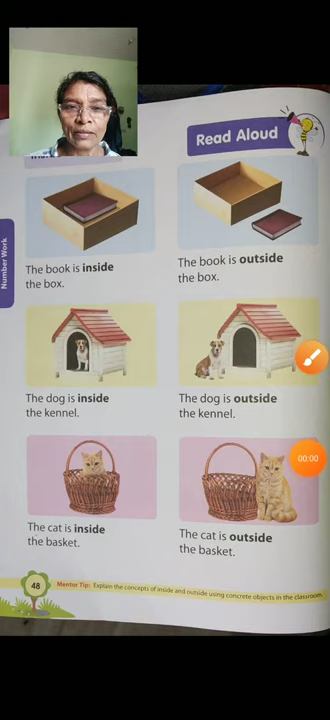 Read Aloud
Number Work
The book is inside
the box.
The book is outside
the box.
The dog is inside
the kennel.
The dog is outside
the kennel.
00:00
The cat is inside
the basket.
The cat is outside
the basket.
48
Mentor Tip: Explain the concepts of inside and outside using concrete objects in the classroom.